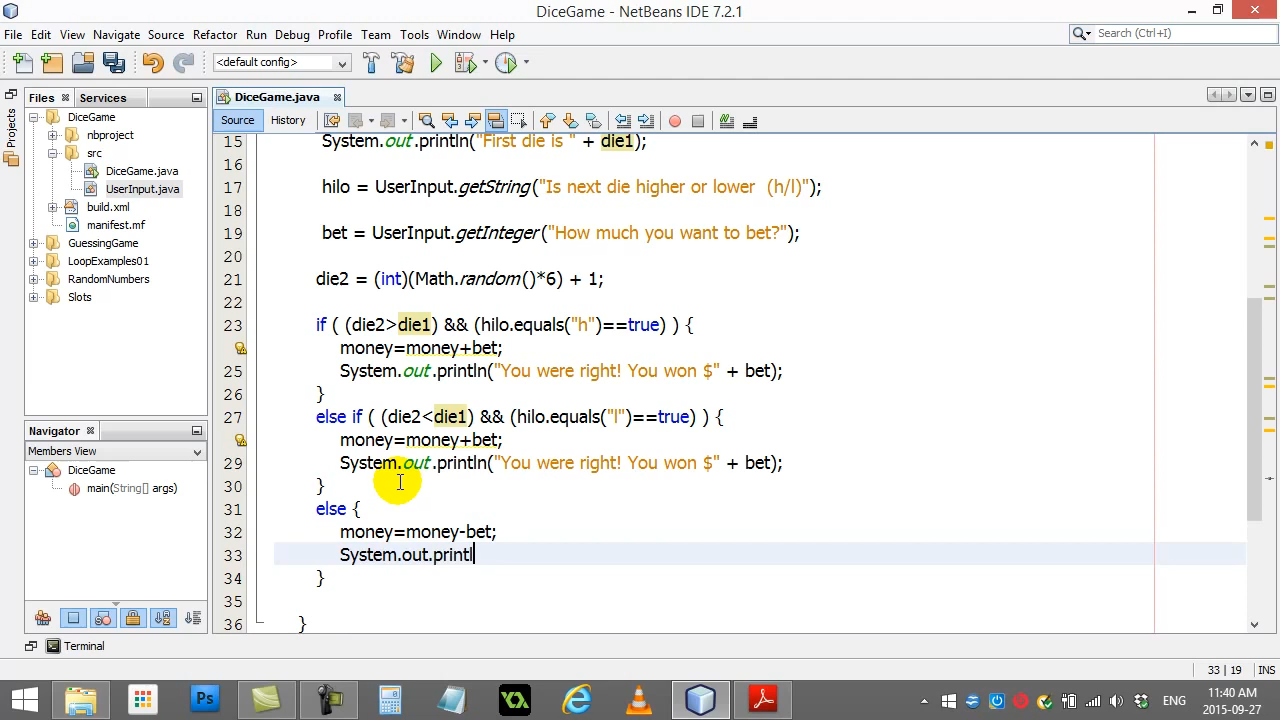 DiceGame - NetBeans IDE 7.2.1
File Edit View Navigate Source Refactor Run Debug Profile Team Tools Window Help
Search (Ctrl+I)
<default config>
Projects
Files Services
DiceGame
nbproject
src
DiceGame.java
UserInput.java
build.xml
manifest.mf
GuessingGame
LoopExamples01
RandomNumbers
Slots
Navigator
Members View
DiceGame
main(String[] args)
DiceGame.java
Source History
15 System.out.println("First die is " + die1);
16
17 hilo = UserInput.getString("Is next die higher or lower (h/l)");
18
19 bet = UserInput.getInteger("How much you want to bet?");
20
21 die2 = (int)(Math.random()*6) + 1;
22
23 if ( (die2>die1) && (hilo.equals("h")==true) ) {
money=money+bet;
25 System.out.println("You were right! You won $" + bet);
26 }
27 else if ( (die2<die1) && (hilo.equals("l")==true) ) {
money=money+bet;
29 System.out.println("You were right! You won $" + bet);
30 }
31 else {
32 money=money-bet;
33 System.out.printl
34 }
35
36 }
Terminal
33 | 19 INS
Ps
ENG
11:40 AM
2015-09-27